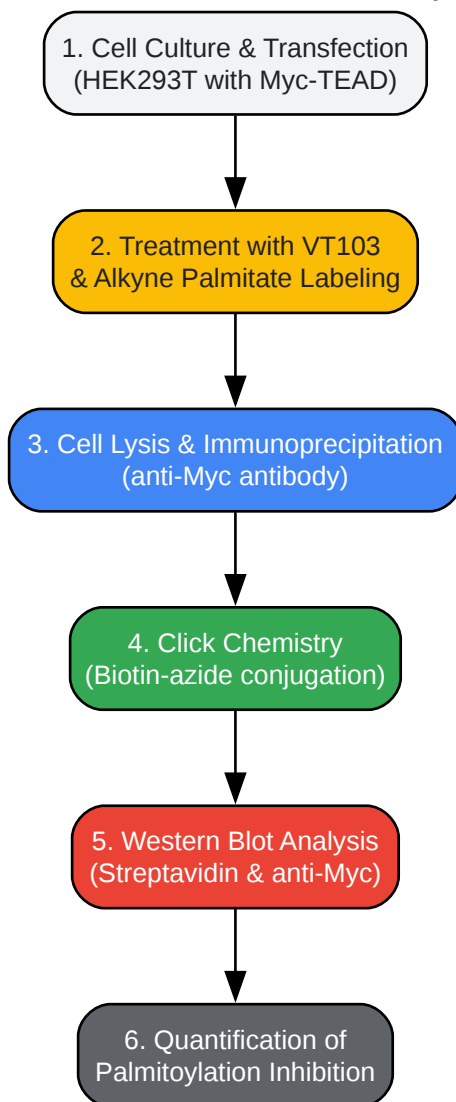 1. Cell Culture & Transfection
(HEK293T with Myc-TEAD)
2. Treatment with VT103
& Alkyne Palmitate Labeling
3. Cell Lysis & Immunoprecipitation
(anti-Myc antibody)
4. Click Chemistry
(Biotin-azide conjugation)
5. Western Blot Analysis
(Streptavidin & anti-Myc)
6. Quantification of
Palmitoylation Inhibition